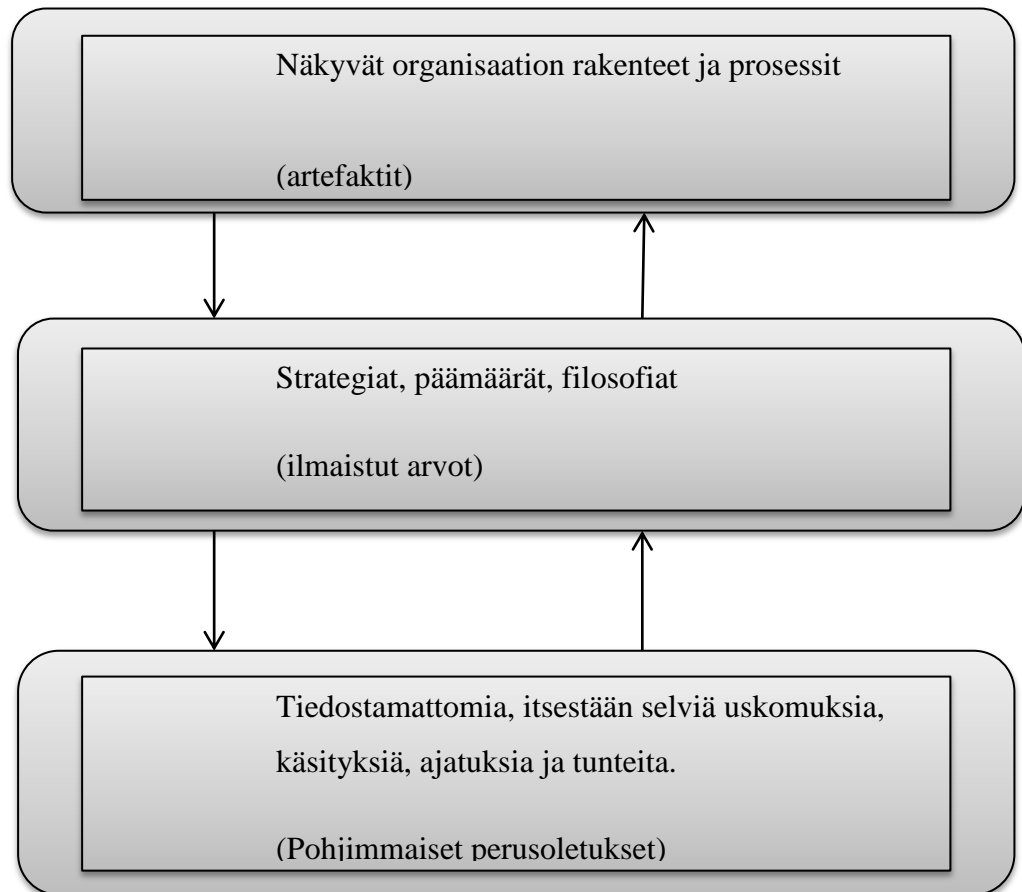 Näkyvät organisaation rakenteet ja prosessit
(artefaktit)
Strategiat, päämäärät, filosofiat
(ilmaistut arvot)
Tiedostamattomia, itsestään selviä uskomuksia,
käsityksiä, ajatuksia ja tunteita.
(Pohjimmaiset perusoletukset)